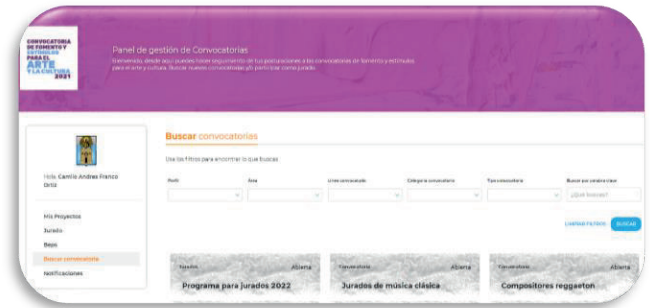 CONVOCATORIA
DE FOMENTO Y
ESTÍMULOS
PARA EL
ARTE
Y LA CULTURA
2021
Panel de gestión de Convocatorias
Bienvenido, desde aquí puedes hacer seguimiento de tus postulaciones a las convocatorias de fomento y estímulos
para el arte y cultura. Buscar nuevas convocatorias y/o participar como jurado.
Buscar convocatorias
Usa los filtros para encontrar lo que buscas
Hola, Camilo Andres Franco
Ortiz
Perfil
Área
Línea convocatoria
Categoría convocatoria
Tipo convocatoria
Buscar por palabra clave
¿Qué buscas?
LIMPIAR FILTROS
BUSCAR
Mis Proyectos
Jurado
Beps
Buscar convocatoria
Notificaciones
Jurados
Abierta
Programa para jurados 2022
Convocatoria
Abierta
Jurados de música clásica
Convocatoria
Abierta
Compositores reggaeton